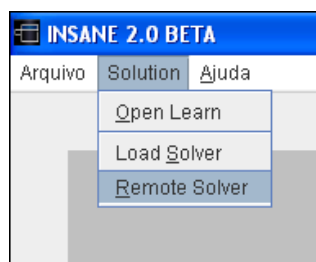 INSANE 2.0 BETA
Arquivo Solution Ajuda
Open Learn
Load Solver
Remote Solver